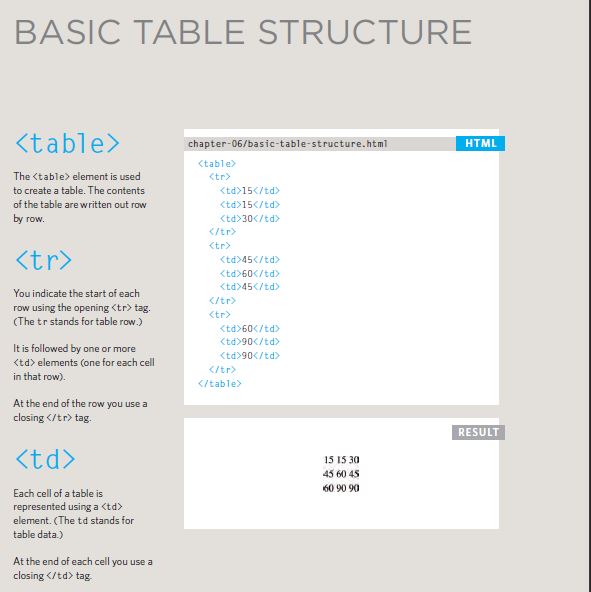 BASIC TABLE STRUCTURE
<table>
The <table> element is used
to create a table. The contents
of the table are written out row
by row.
<tr>
You indicate the start of each
row using the opening <tr> tag.
(The tr stands for table row.)
It is followed by one or more
<td> elements (one for each cell
in that row).
At the end of the row you use a
closing </tr> tag.
<td>
Each cell of a table is
represented using a <td>
element. (The td stands for
table data.)
At the end of each cell you use a
closing </td> tag.
chapter-06/basic-table-structure.html HTML
<table>
<tr>
<td>15</td>
<td>15</td>
<td>30</td>
</tr>
<tr>
<td>45</td>
<td>60</td>
<td>45</td>
</tr>
<tr>
<td>60</td>
<td>90</td>
<td>90</td>
</tr>
</table>
RESULT
15 15 30
45 60 45
60 90 90